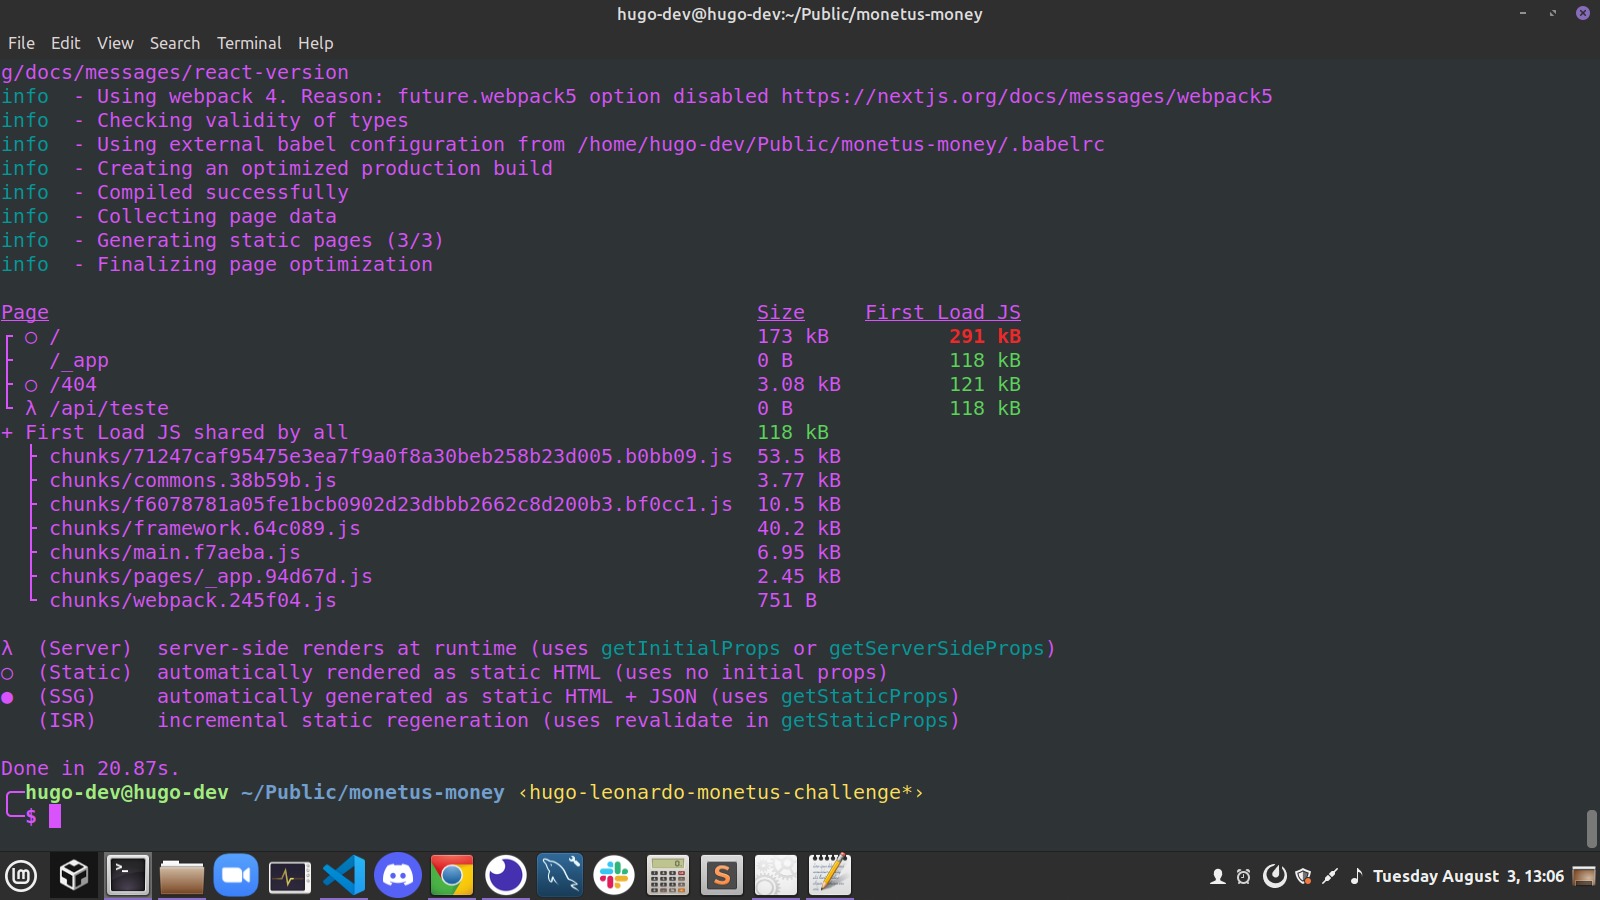 hugo-dev@hugo-dev:~/Public/monetus-money
File Edit View Search Terminal Help
g/docs/messages/react-version
info - Using webpack 4. Reason: future.webpack5 option disabled https://nextjs.org/docs/messages/webpack5
info - Checking validity of types
info - Using external babel configuration from /home/hugo-dev/Public/monetus-money/.babelrc
info - Creating an optimized production build
info - Compiled successfully
info - Collecting page data
info - Generating static pages (3/3)
info - Finalizing page optimization
Page Size First Load JS
┌ ○ / 173 kB 291 kB
├ /_app 0 B 118 kB
├ ○ /404 3.08 kB 121 kB
└ λ /api/teste 0 B 118 kB
+ First Load JS shared by all 118 kB
├ chunks/71247caf95475e3ea7f9a0f8a30beb258b23d005.b0bb09.js 53.5 kB
├ chunks/commons.38b59b.js 3.77 kB
├ chunks/f6078781a05fe1bcb0902d23dbbb2662c8d200b3.bf0cc1.js 10.5 kB
├ chunks/framework.64c089.js 40.2 kB
├ chunks/main.f7aeba.js 6.95 kB
├ chunks/pages/_app.94d67d.js 2.45 kB
└ chunks/webpack.245f04.js 751 B
λ (Server) server-side renders at runtime (uses getInitialProps or getServerSideProps)
○ (Static) automatically rendered as static HTML (uses no initial props)
● (SSG) automatically generated as static HTML + JSON (uses getStaticProps)
(ISR) incremental static regeneration (uses revalidate in getStaticProps)
Done in 20.87s.
╭─hugo-dev@hugo-dev ~/Public/monetus-money ‹hugo-leonardo-monetus-challenge*›
╰─$
Tuesday August 3, 13:06